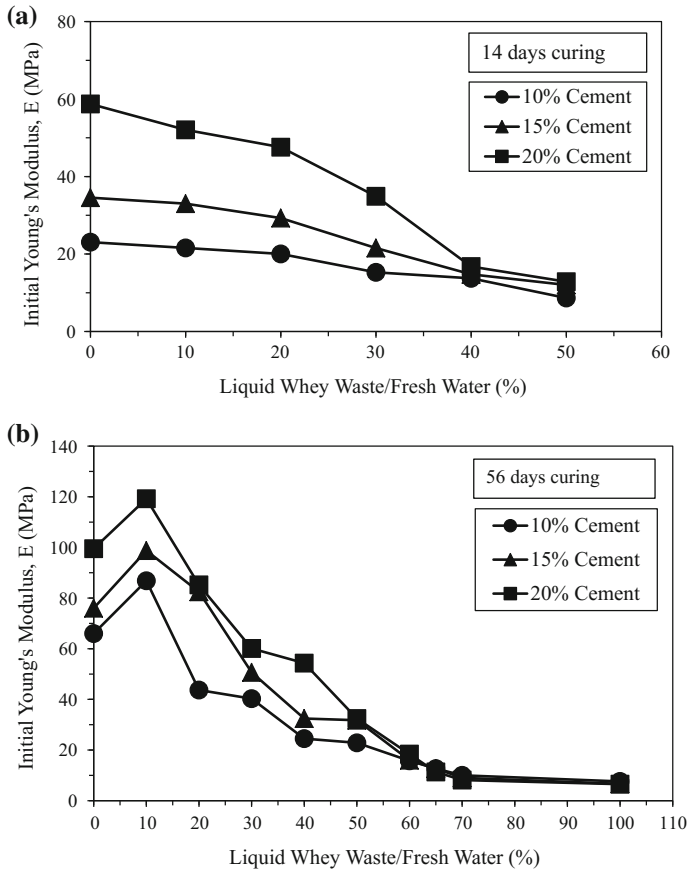 (a)
80
60
40
20
0
Initial Young's Modulus, E (MPa)
14 days curing
10% Cement
15% Cement
20% Cement
0 10 20 30 40 50 60
Liquid Whey Waste/Fresh Water (%)
(b)
140
120
100
80
60
40
20
0
Initial Young's Modulus, E (MPa)
56 days curing
10% Cement
15% Cement
20% Cement
0 10 20 30 40 50 60 70 80 90 100 110
Liquid Whey Waste/Fresh Water (%)